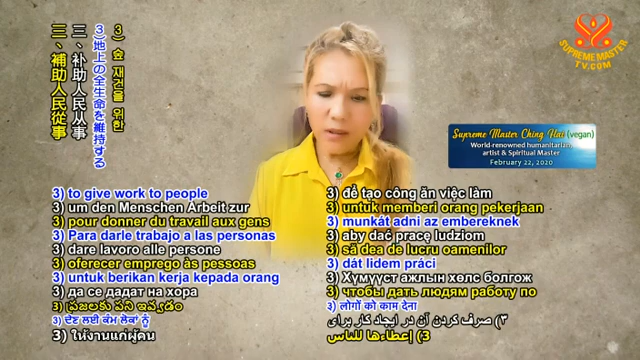 3) 숲 재건을 위한
3)地上の全生命を維持する
三、补助人民从事
三、補助人民從事
SUPREME MASTER
TV.COM
Supreme Master Ching Hai (vegan)
World-renowned humanitarian,
artist & Spiritual Master
February 22, 2020
3) to give work to people
3) um den Menschen Arbeit zur
3) pour donner du travail aux gens
3) Para darle trabajo a las personas
3) dare lavoro alle persone
3) oferecer emprego às pessoas
3) untuk berikan kerja kepada orang
3) да се дадат на хора
3) ప్రజలకు పని ఇవ్వడం
3) ਦੇਣ ਲਈ ਕੰਮ ਲੋਕਾਂ ਨੂੰ
3) ให้งานแก่ผู้คน
3) để tạo công ăn việc làm
3) untuk memberi orang pekerjaan
3) munkát adni az embereknek
3) aby dać pracę ludziom
3) să dea de lucru oamenilor
3) dát lidem práci
3) Хүмүүст ажлын хөлс болгож
3) чтобы дать людям работу по
३) लोगों को काम देना
۳) صرف کردن آن در ایجاد کار برای
3) إعطاءها للناس